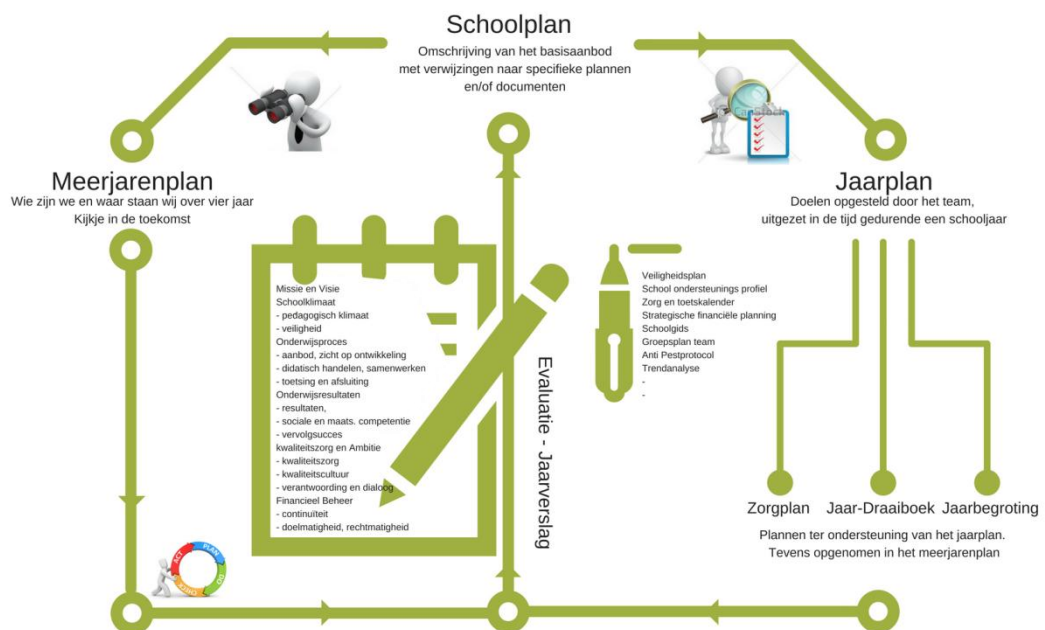 Schoolplan
Omschrijving van het basisaanbod
met verwijzingen naar specifieke plannen
en/of documenten
CanStock
Meerjarenplan
Wie zijn we en waar staan wij over vier jaar
Kijkje in de toekomst
Jaarplan
Doelen opgesteld door het team,
uitgezet in de tijd gedurende een schooljaar
Missie en Visie
Schoolklimaat
- pedagogisch klimaat
- veiligheid
Onderwijsproces
- aanbod, zicht op ontwikkeling
- didatisch handelen, samenwerken
- toetsing en afsluiting
Onderwijsresultaten
- resultaten,
- sociale en maats. competentie
- vervolgsucces
kwaliteitszorg en Ambitie
- kwaliteitszorg
- kwaliteitscultuur
- verantwoording en dialoog
Financieel Beheer
- continuïteit
- doelmatigheid, rechtmatigheid
Evaluatie - Jaarverslag
Veiligheidsplan
School ondersteunings profiel
Zorg en toetskalender
Strategische financiële planning
Schoolgids
Groepsplan team
Anti Pestprotocol
Trendanalyse
-
-
Zorgplan
Jaar-Draaiboek
Jaarbegroting
Plannen ter ondersteuning van het jaarplan.
Tevens opgenomen in het meerjarenplan
ACT
PLAN
DO
CHECK